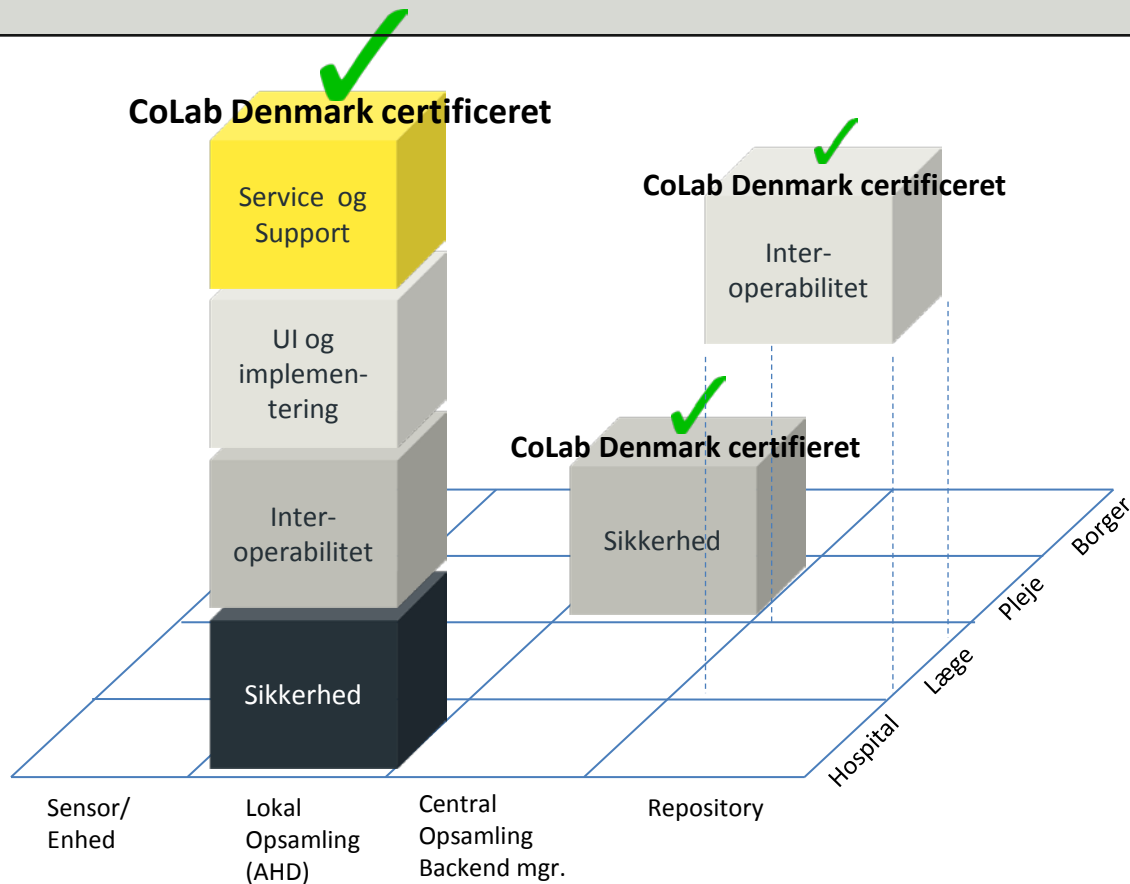 CoLab Denmark certificeret
Service og
Support
UI og
implemen-
tering
Inter-
operabilitet
Sikkerhed
CoLab Denmark certificeret
Inter-
operabilitet
CoLab Denmark certifieret
Sikkerhed
Borger
Pleje
Læge
Hospital
Sensor/
Enhed
Lokal
Opsamling
(AHD)
Central
Opsamling
Backend mgr.
Repository